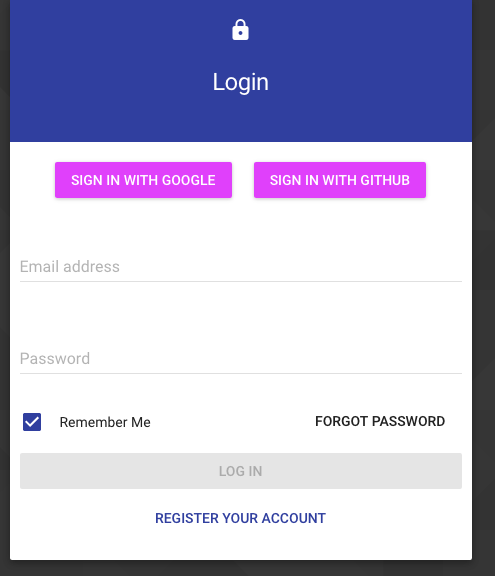 Login
SIGN IN WITH GOOGLE SIGN IN WITH GITHUB
Email address
Password
Remember Me FORGOT PASSWORD
LOG IN
REGISTER YOUR ACCOUNT